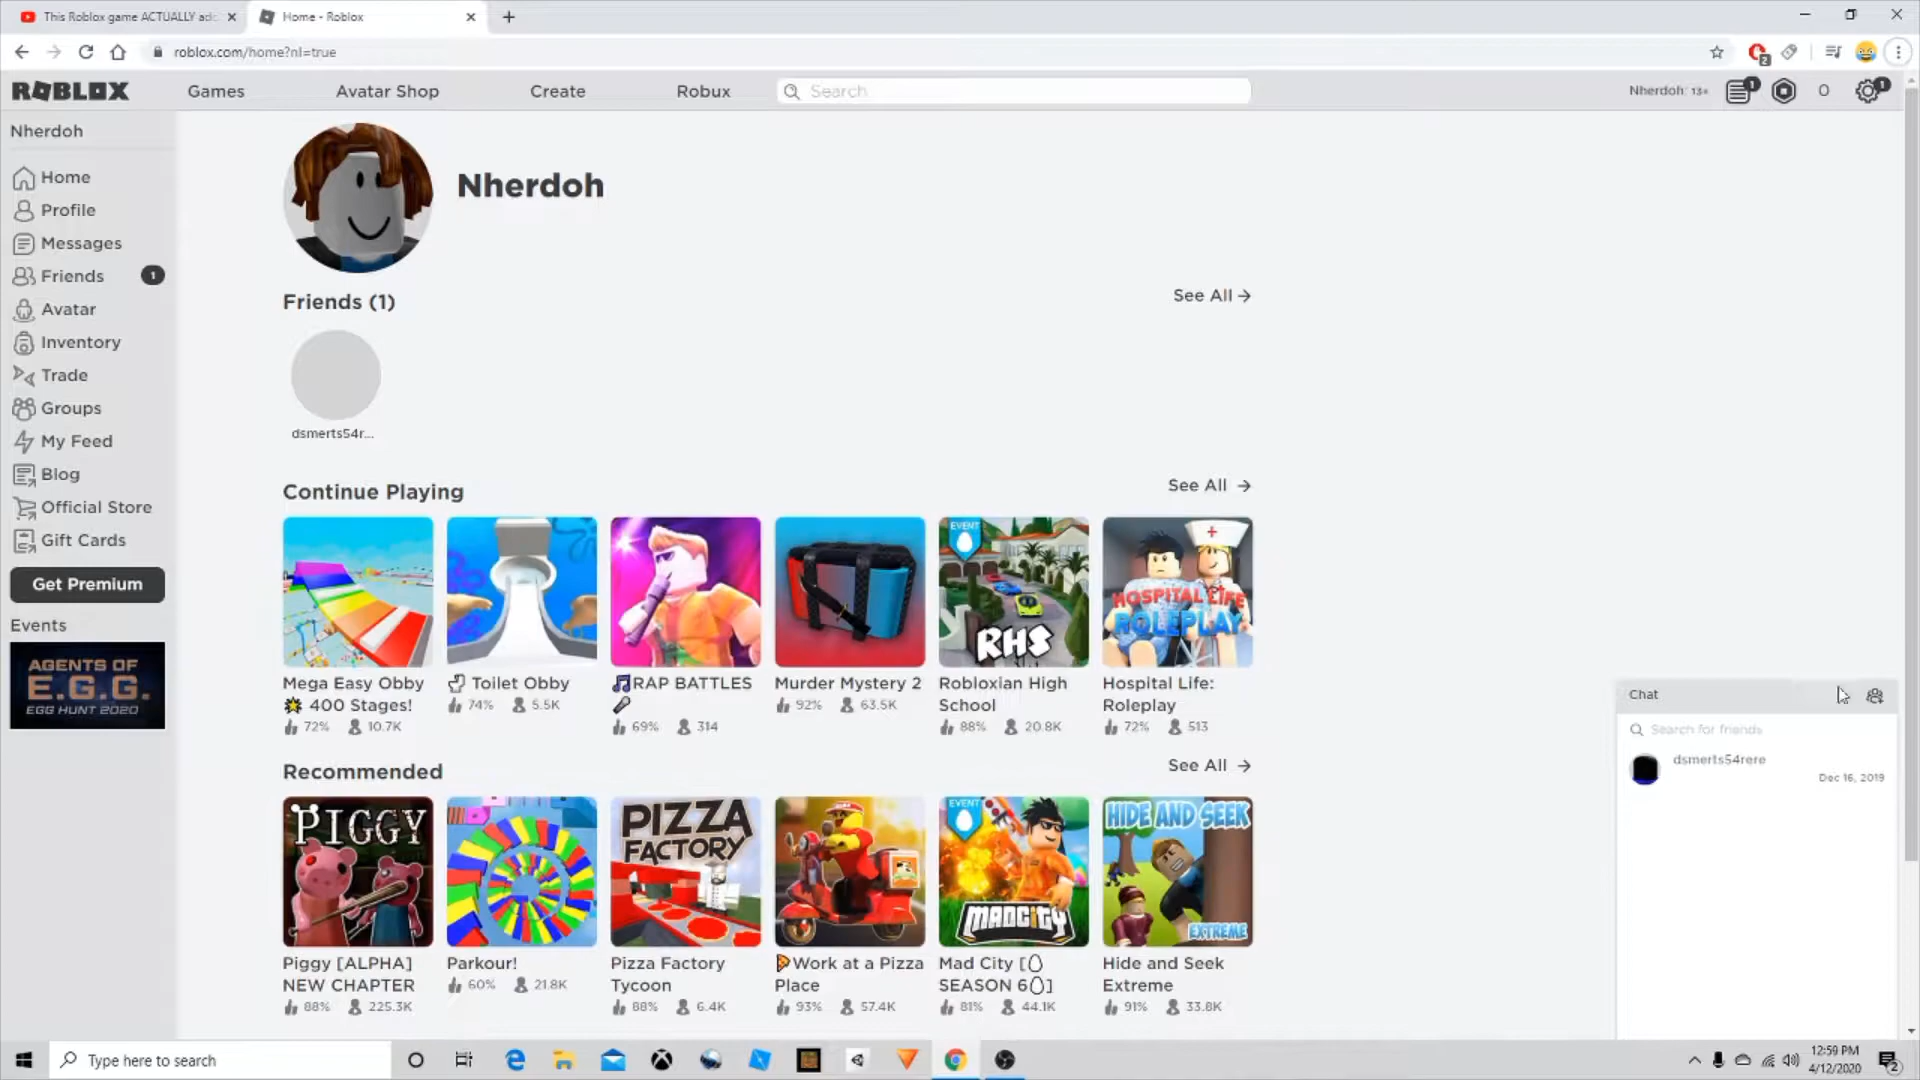 This Roblox game ACTUALLY add
Home - Roblox
roblox.com/home?nl=true
2
ROBLOX
Games
Avatar Shop
Create
Robux
Search
Nherdoh: 13+
1
0
1
Nherdoh
Home
Profile
Messages
Friends
1
Avatar
Inventory
Trade
Groups
My Feed
Blog
Official Store
Gift Cards
Get Premium
Events
AGENTS OF
E.G.G.
EGG HUNT 2020
Nherdoh
Friends (1)
See All
dsmerts54r...
Continue Playing
See All
EVENT
RHS
HOSPITAL LIFE
ROLEPLAY
Mega Easy Obby
400 Stages!
72% 10.7K
Toilet Obby
74% 5.5K
RAP BATTLES
69% 314
Murder Mystery 2
92% 63.5K
Robloxian High
School
88% 20.8K
Hospital Life:
Roleplay
72% 513
Recommended
See All
PIGGY
PIZZA
FACTORY
EVENT
MADCITY
HIDE AND SEEK
EXTREME
Piggy [ALPHA]
NEW CHAPTER
88% 225.3K
Parkour!
60% 21.8K
Pizza Factory
Tycoon
88% 6.4K
Work at a Pizza
Place
93% 57.4K
Mad City [🥚
SEASON 6🥚]
81% 44.1K
Hide and Seek
Extreme
91% 33.8K
Chat
Search for friends
dsmerts54rere
Dec 16, 2019
Type here to search
12:59 PM
4/12/2020
2